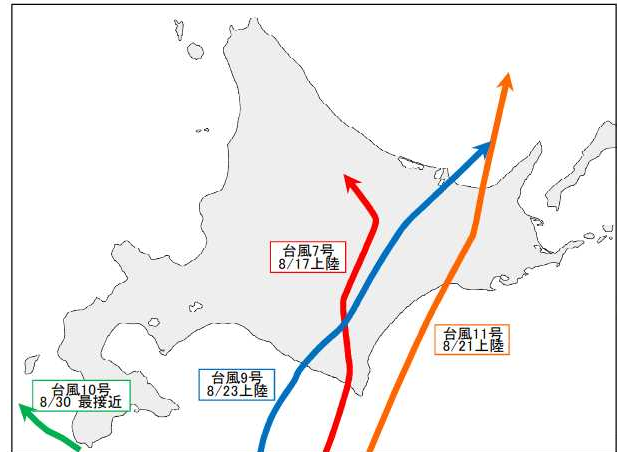 台風7号
8/17上陸
台風11号
8/21上陸
台風9号
8/23上陸
台風10号
8/30 最接近